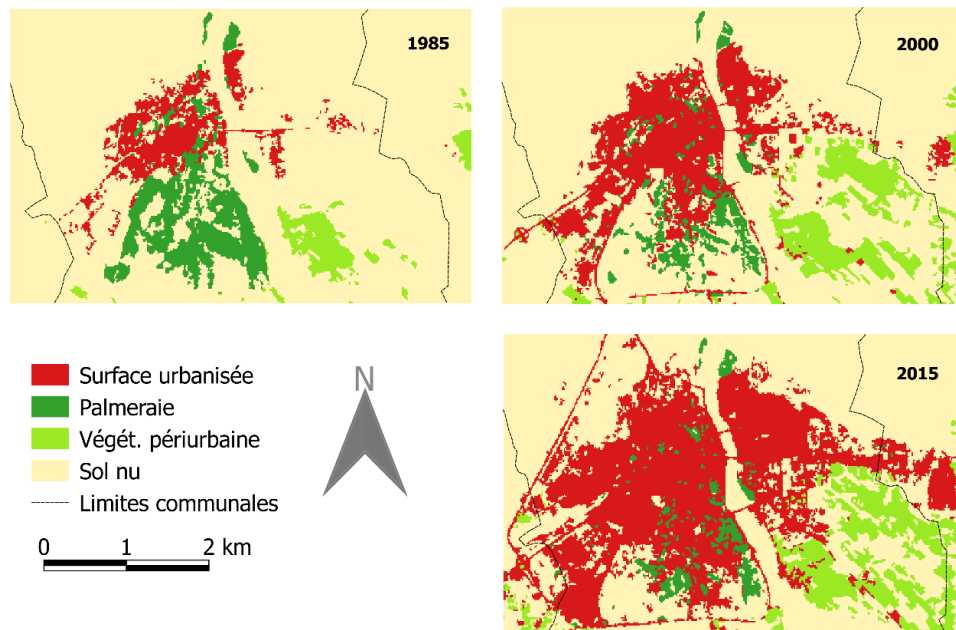 1985
2000
2015
Surface urbanisée
Palmeraie
Végét. périurbaine
Sol nu
Limites communales
N
0 1 2 km